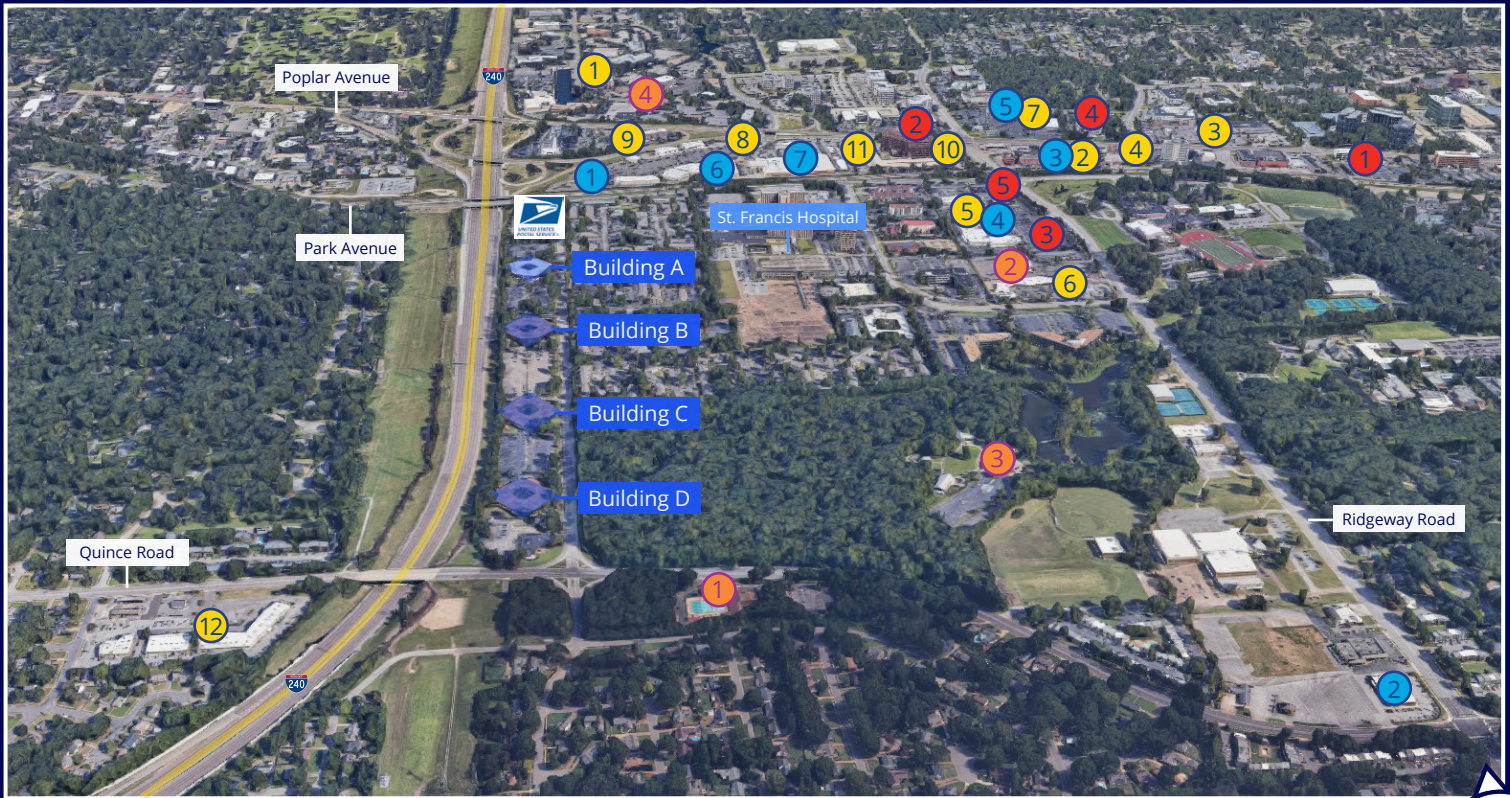 240
1
Poplar Avenue
4
5
7
4
2
3
9
8
11
10
3
2
4
1
1
6
7
5
UNITED STATES
POSTAL SERVICE
5
4
St. Francis Hospital
3
Park Avenue
Building A
2
6
Building B
Building C
3
Building D
Ridgeway Road
Quince Road
1
12
240
2